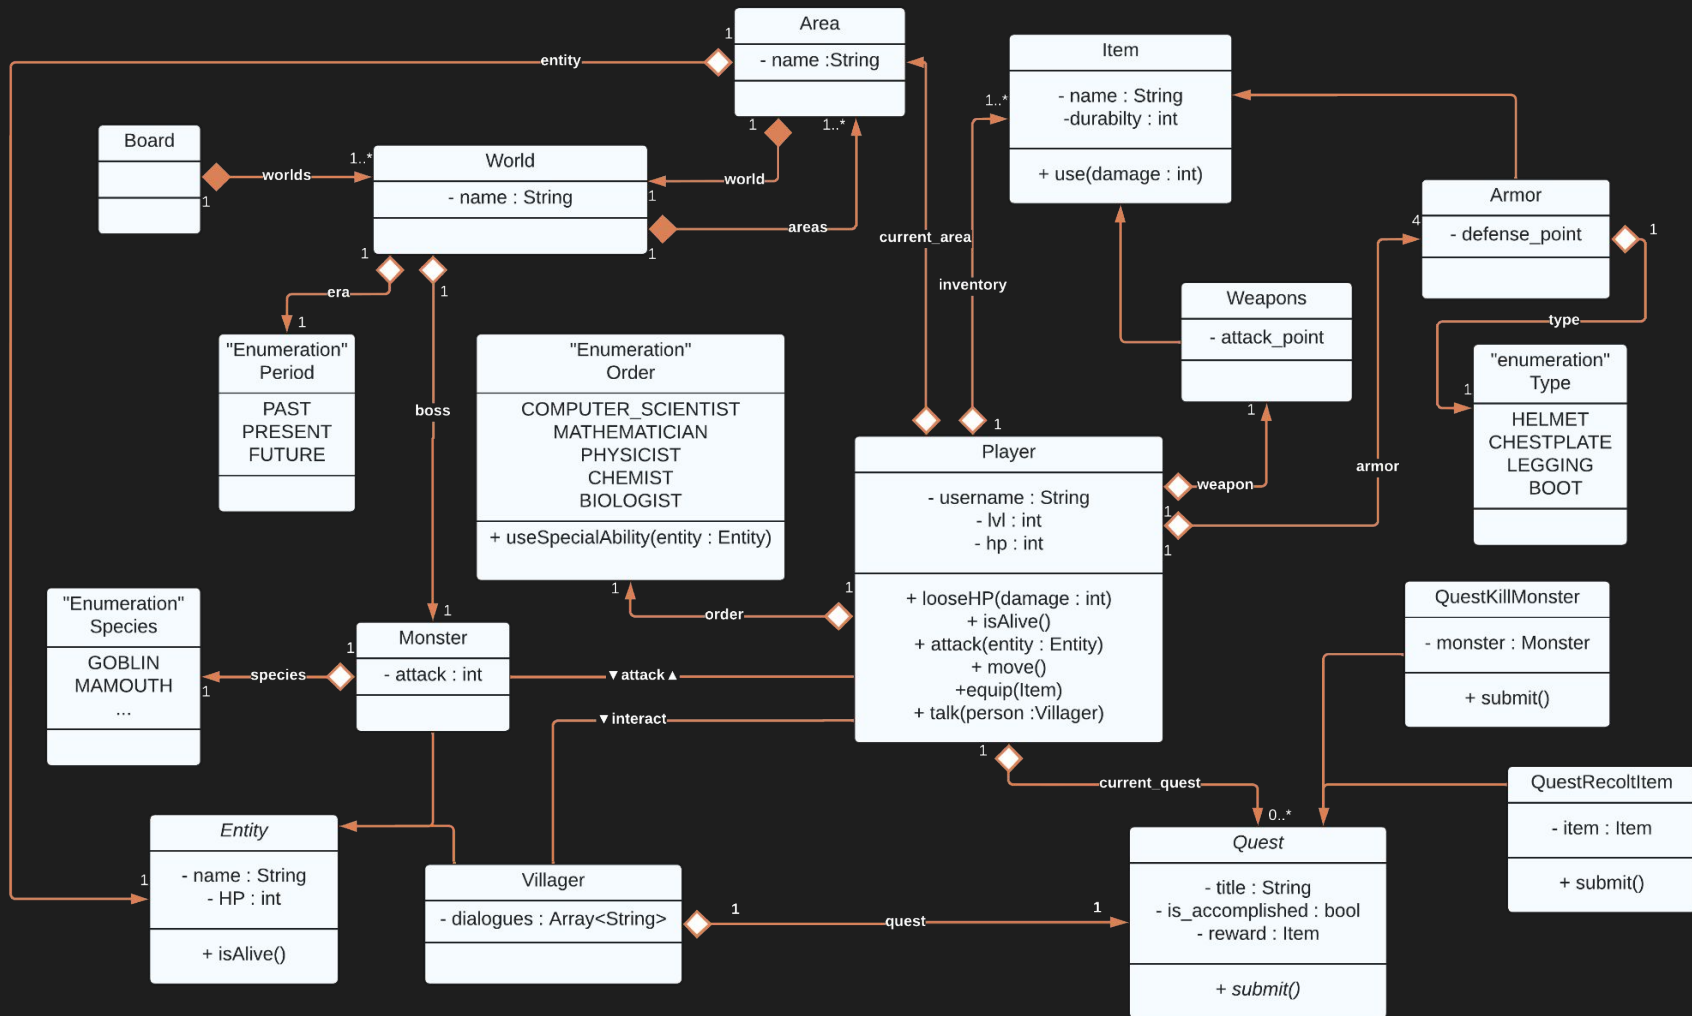 Area
- name :String
1
entity
1
1..*
world
1
areas
1
Board
worlds
1
1..*
World
- name : String
1
era
1
1
boss
1
"Enumeration"
Period
PAST
PRESENT
FUTURE
"Enumeration"
Order
COMPUTER_SCIENTIST
MATHEMATICIAN
PHYSICIST
CHEMIST
BIOLOGIST
+ useSpecialAbility(entity : Entity)
1
order
1
Item
- name : String
-durabilty : int
+ use(damage : int)
1..*
current_area
inventory
1
Armor
- defense_point
4
1
type
1
"enumeration"
Type
HELMET
CHESTPLATE
LEGGING
BOOT
Weapons
- attack_point
1
weapon
1
armor
1
Player
- username : String
- lvl : int
- hp : int
+ looseHP(damage : int)
+ isAlive()
+ attack(entity : Entity)
+ move()
+equip(Item)
+ talk(person :Villager)
1
current_quest
0..*
"Enumeration"
Species
GOBLIN
MAMOUTH
...
1
species
1
Monster
- attack : int
▼attack▲
▼interact
QuestKillMonster
- monster : Monster
+ submit()
QuestRecoltItem
- item : Item
+ submit()
1
Entity
- name : String
- HP : int
+ isAlive()
Villager
- dialogues : Array<String>
1
quest
1
Quest
- title : String
- is_accomplished : bool
- reward : Item
+ submit()